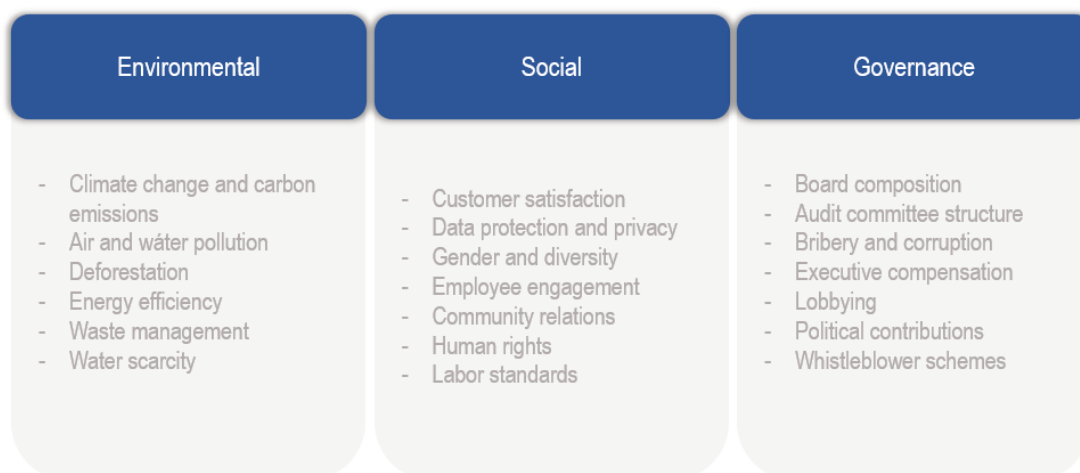 Environmental
- Climate change and carbon
emissions
- Air and wáter pollution
- Deforestation
- Energy efficiency
- Waste management
- Water scarcity
Social
- Customer satisfaction
- Data protection and privacy
- Gender and diversity
- Employee engagement
- Community relations
- Human rights
- Labor standards
Governance
- Board composition
- Audit committee structure
- Bribery and corruption
- Executive compensation
- Lobbying
- Political contributions
- Whistleblower schemes